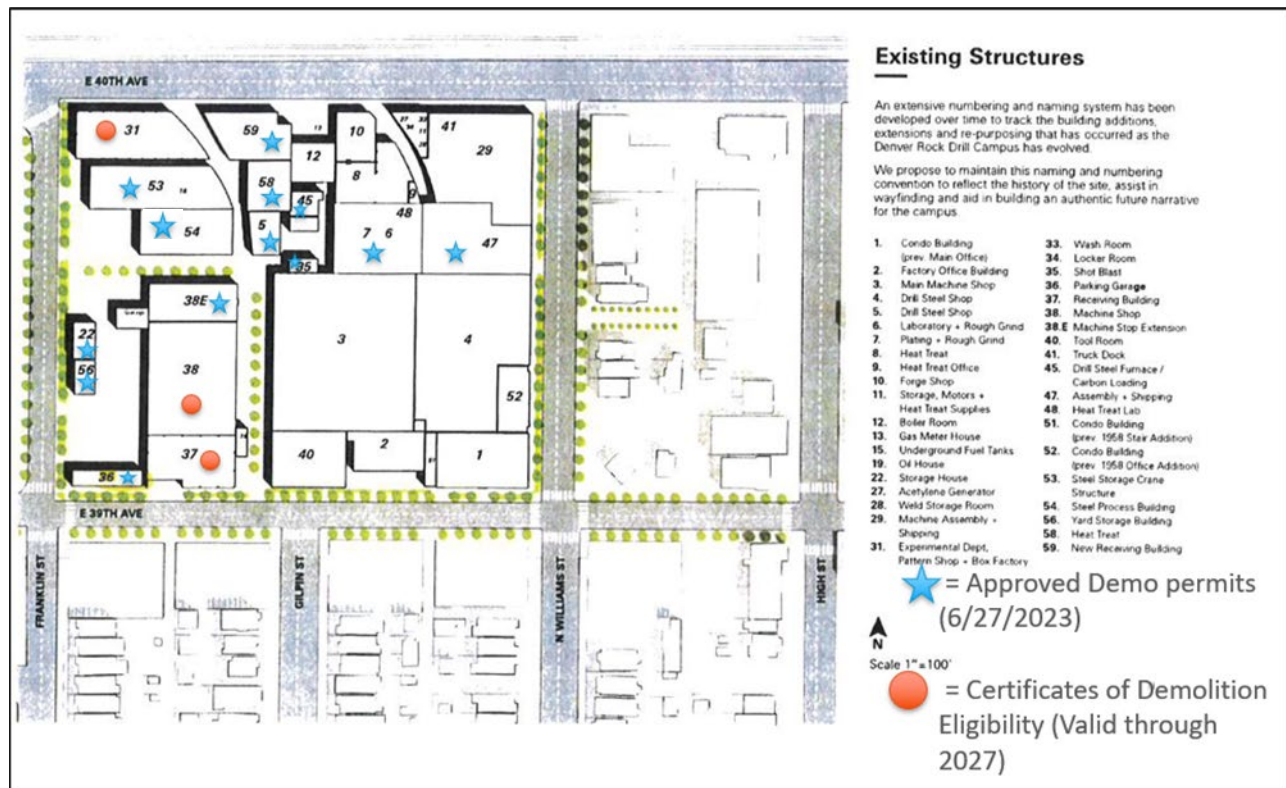 Existing Structures
An extensive numbering and naming system has been
developed over time to track the building additions,
extensions and re-purposing that has occurred as the
Denver Rock Drill Campus has evolved.
We propose to maintain this naming and numbering
convention to reflect the history of the site, assist in
wayfinding and aid in building an authentic future narrative
for the campus.
1. Condo Building
(prev. Main Office)
2. Factory Office Building
3. Main Machine Shop
4. Drill Steel Shop
5. Drill Steel Shop
6. Laboratory + Rough Grind
7. Plating + Rough Grind
8. Heat Treat
9. Heat Treat Office
10. Forge Shop
11. Storage, Motors +
Heat Treat Supplies
12. Boiler Room
13. Gas Meter House
15. Underground Fuel Tanks
19. Oil House
22. Storage House
27. Acetylene Generator
28. Weld Storage Room
29. Machine Assembly +
Shipping
31. Experimental Dept,
Pattern Shop + Box Factory
33. Wash Room
34. Locker Room
35. Shot Blast
36. Parking Garage
37. Receiving Building
38. Machine Shop
38.E Machine Stop Extension
40. Tool Room
41. Truck Dock
45. Drill Steel Furnace /
Carbon Loading
47. Assembly + Shipping
48. Heat Treat Lab
51. Condo Building
(prev. 1958 Stair Addition)
52. Condo Building
(prev. 1958 Office Addition)
53. Steel Storage Crane
Structure
54. Steel Process Building
56. Yard Storage Building
58. Heat Treat
59. New Receiving Building
= Approved Demo permits
(6/27/2023)
N
Scale 1"=100'
= Certificates of Demolition
Eligibility (Valid through
2027)
E 40TH AVE
31
59
13
12
10
41
29
53
19
58
45
8
9
48
54
5
7 6
47
35
38E
22
56
38
3
4
52
37
36
40
2
1
E 39TH AVE
FRANKLIN ST
GILPIN ST
N WILLIAMS ST
HIGH ST